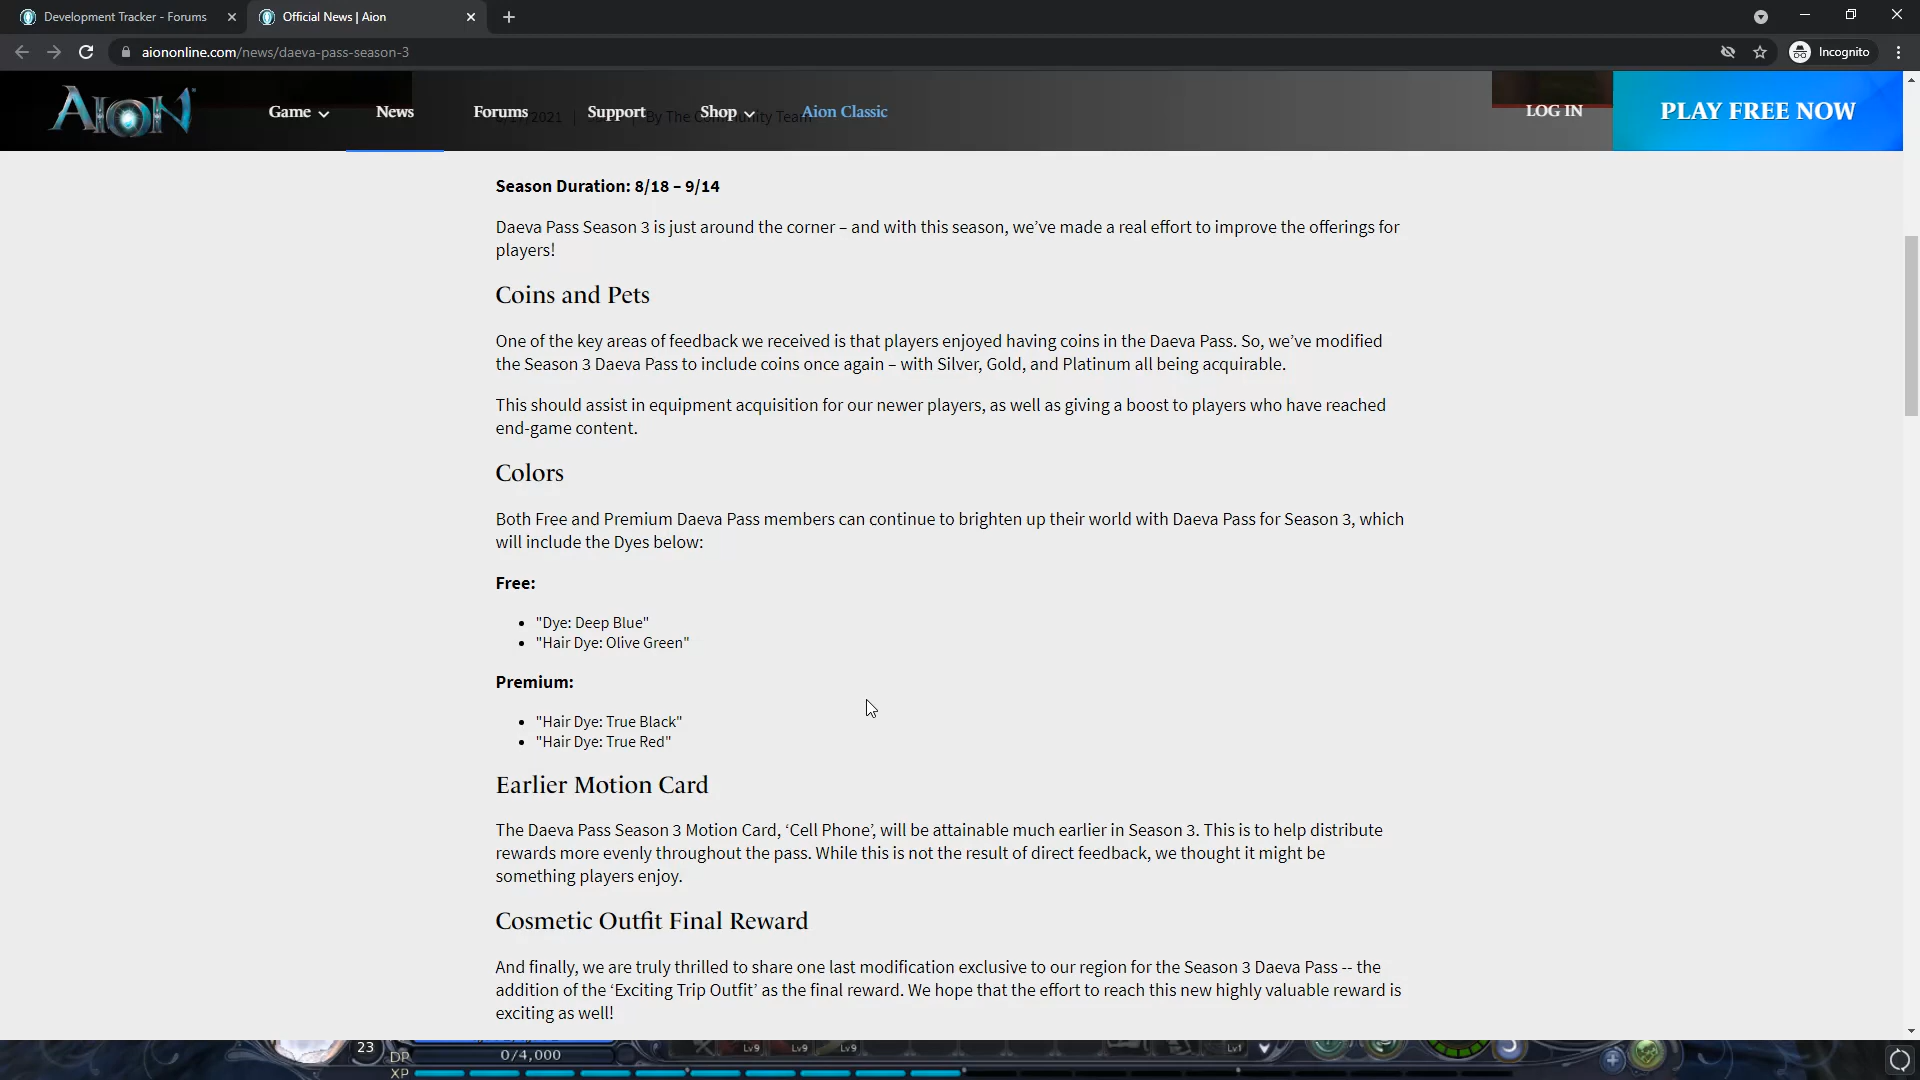 Development Tracker - Forums
Official News | Aion
aiononline.com/news/daeva-pass-season-3
Incognito
AION
Game
News
Forums
Support
Shop
Aion Classic
LOG IN
PLAY FREE NOW
2021 | By The Community Team
Season Duration: 8/18 – 9/14
Daeva Pass Season 3 is just around the corner – and with this season, we’ve made a real effort to improve the offerings for
players!
Coins and Pets
One of the key areas of feedback we received is that players enjoyed having coins in the Daeva Pass. So, we’ve modified
the Season 3 Daeva Pass to include coins once again – with Silver, Gold, and Platinum all being acquirable.
This should assist in equipment acquisition for our newer players, as well as giving a boost to players who have reached
end-game content.
Colors
Both Free and Premium Daeva Pass members can continue to brighten up their world with Daeva Pass for Season 3, which
will include the Dyes below:
Free:
• "Dye: Deep Blue"
• "Hair Dye: Olive Green"
Premium:
• "Hair Dye: True Black"
• "Hair Dye: True Red"
Earlier Motion Card
The Daeva Pass Season 3 Motion Card, ‘Cell Phone’, will be attainable much earlier in Season 3. This is to help distribute
rewards more evenly throughout the pass. While this is not the result of direct feedback, we thought it might be
something players enjoy.
Cosmetic Outfit Final Reward
And finally, we are truly thrilled to share one last modification exclusive to our region for the Season 3 Daeva Pass -- the
addition of the ‘Exciting Trip Outfit’ as the final reward. We hope that the effort to reach this new highly valuable reward is
exciting as well!
23
DP
0/4,000
XP
Lv9
Lv9
Lv9
Lv1